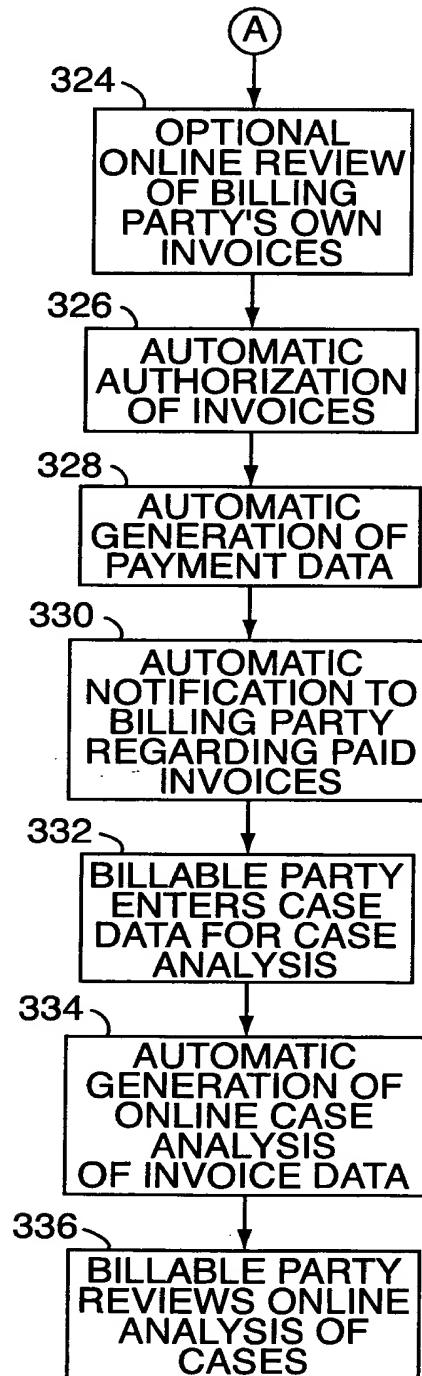 A
324
OPTIONAL
ONLINE REVIEW
OF BILLING
PARTY'S OWN
INVOICES
326
AUTOMATIC
AUTHORIZATION
OF INVOICES
328
AUTOMATIC
GENERATION OF
PAYMENT DATA
330
AUTOMATIC
NOTIFICATION TO
BILLING PARTY
REGARDING PAID
INVOICES
332
BILLABLE PARTY
ENTERS CASE
DATA FOR CASE
ANALYSIS
334
AUTOMATIC
GENERATION OF
ONLINE CASE
ANALYSIS
OF INVOICE DATA
336
BILLABLE PARTY
REVIEWS ONLINE
ANALYSIS OF
CASES